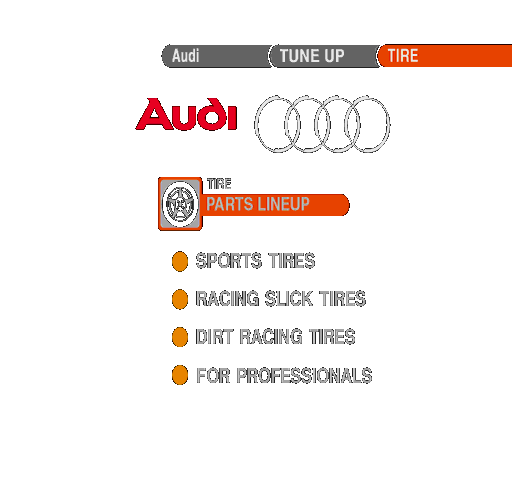 Audi TUNE UP TIRE
Audi
TIRE
PARTS LINEUP
SPORTS TIRES
RACING SLICK TIRES
DIRT RACING TIRES
FOR PROFESSIONALS